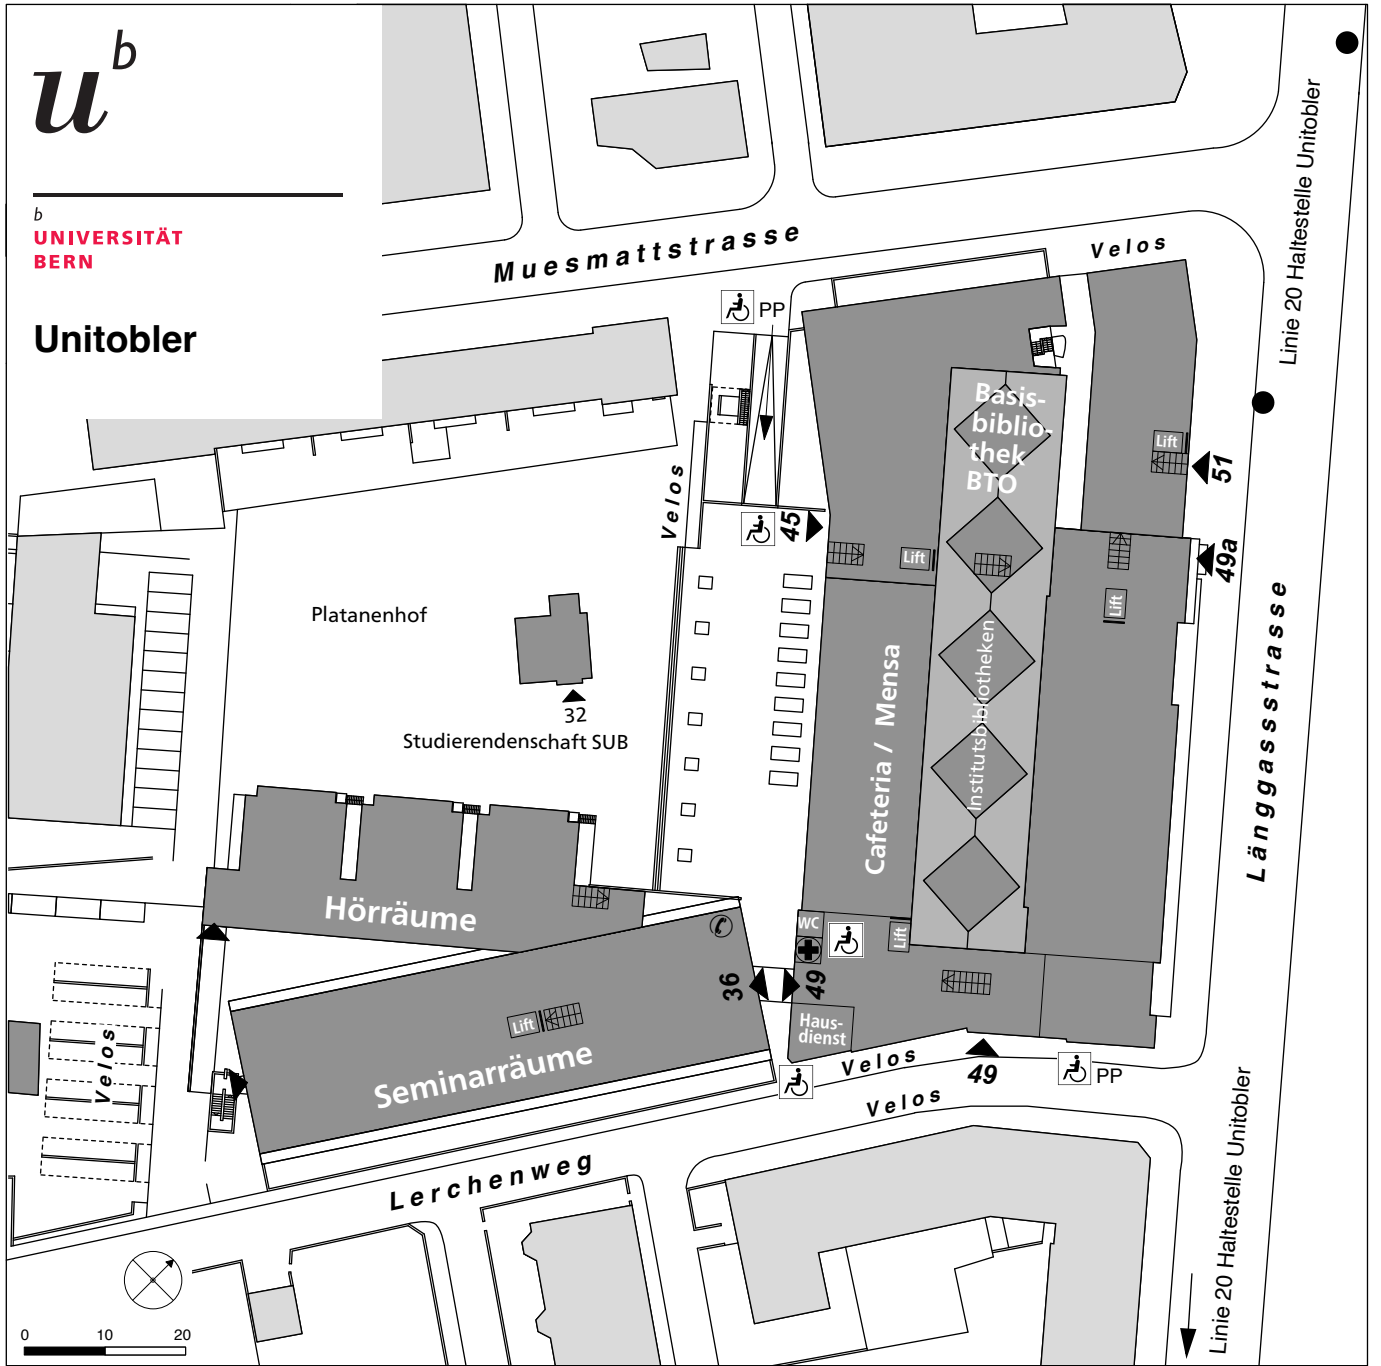 u b
b
UNIVERSITÄT
BERN
Unitobler
Muesmattstrasse
Velos
Linie 20 Haltestelle Unitobler
PP
Basis-
biblio-
thek
BTO
Lift
51
Velos
45
Lift
49a
Lift
Platanenhof
32
Studierendenschaft SUB
Cafeteria / Mensa
Institutsbibliotheken
Länggassstrasse
Hörräume
WC
Lift
36
49
Haus-
dienst
Lift
Seminarräume
Velos
Velos
49
PP
Velos
Lerchenweg
Linie 20 Haltestelle Unitobler
0 10 20